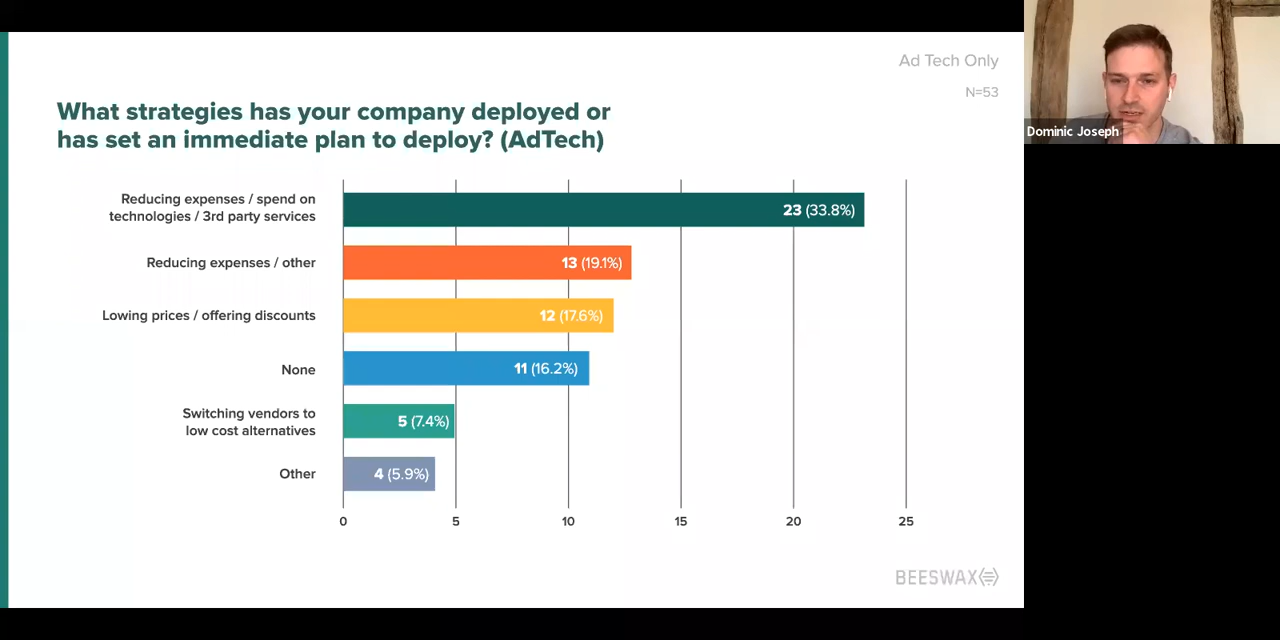 Ad Tech Only
N=53
What strategies has your company deployed or
has set an immediate plan to deploy? (AdTech)
Reducing expenses / spend on
technologies / 3rd party services
23 (33.8%)
Reducing expenses / other
13 (19.1%)
Lowing prices / offering discounts
12 (17.6%)
None
11 (16.2%)
Switching vendors to
low cost alternatives
5 (7.4%)
Other
4 (5.9%)
0 5 10 15 20 25
BEESWAX
Dominic Joseph